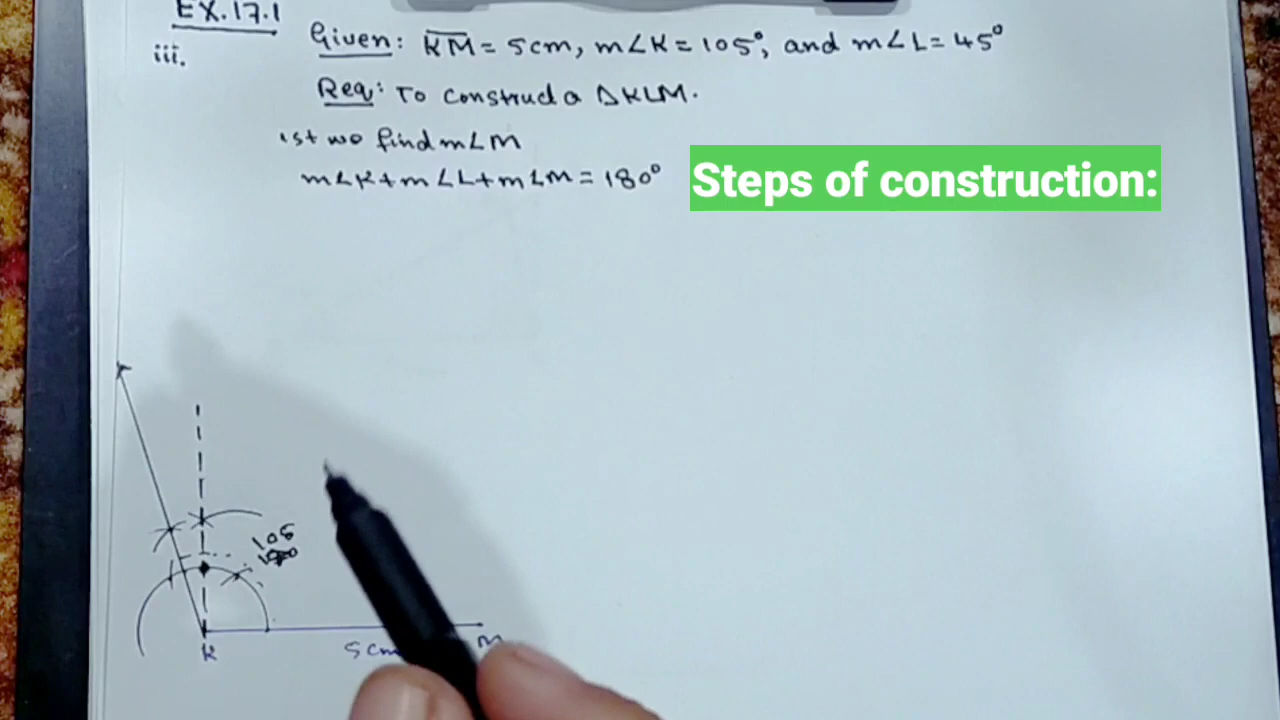 EX.17.1
iii.
Given: KM = 5cm, m∠K = 105°, and m∠L = 45°
Req: To construct a ΔKLM.
1st we find m∠M
m∠K + m∠L + m∠M = 180°
Steps of construction:
105
K
5cm
M